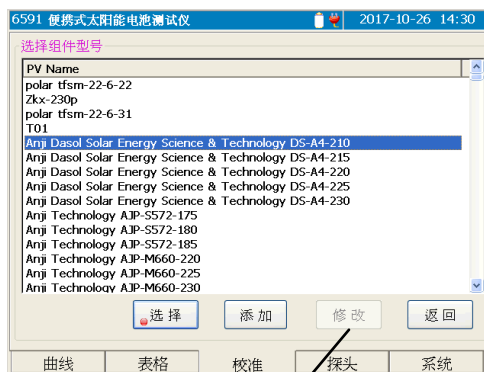 6591 便携式太阳能电池测试仪 2017-10-26 14:30
选择组件型号
PV Name
polar tfsm-22-6-22
Zkx-230p
polar tfsm-22-6-31
T01
Anji Dasol Solar Energy Science & Technology DS-A4-210
Anji Dasol Solar Energy Science & Technology DS-A4-215
Anji Dasol Solar Energy Science & Technology DS-A4-220
Anji Dasol Solar Energy Science & Technology DS-A4-225
Anji Dasol Solar Energy Science & Technology DS-A4-230
Anji Technology AJP-S572-175
Anji Technology AJP-S572-180
Anji Technology AJP-S572-185
Anji Technology AJP-M660-220
Anji Technology AJP-M660-225
Anji Technology AJP-M660-230
选择 添加 修改 返回
曲线 表格 校准 探头 系统